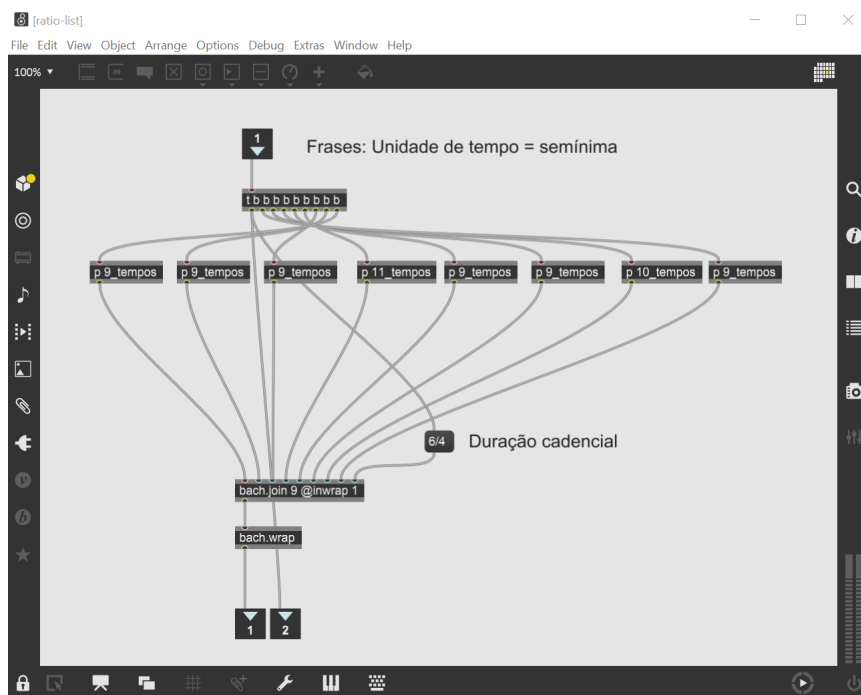 [ratio-list]
File Edit View Object Arrange Options Debug Extras Window Help
100%
1
Frases: Unidade de tempo = semínima
t b b b b b b b b b
p 9_tempos p 9_tempos p 9_tempos p 11_tempos p 9_tempos p 9_tempos p 10_tempos p 9_tempos
6/4 Duração cadencial
bach.join 9 @inwrap 1
bach.wrap
1 2